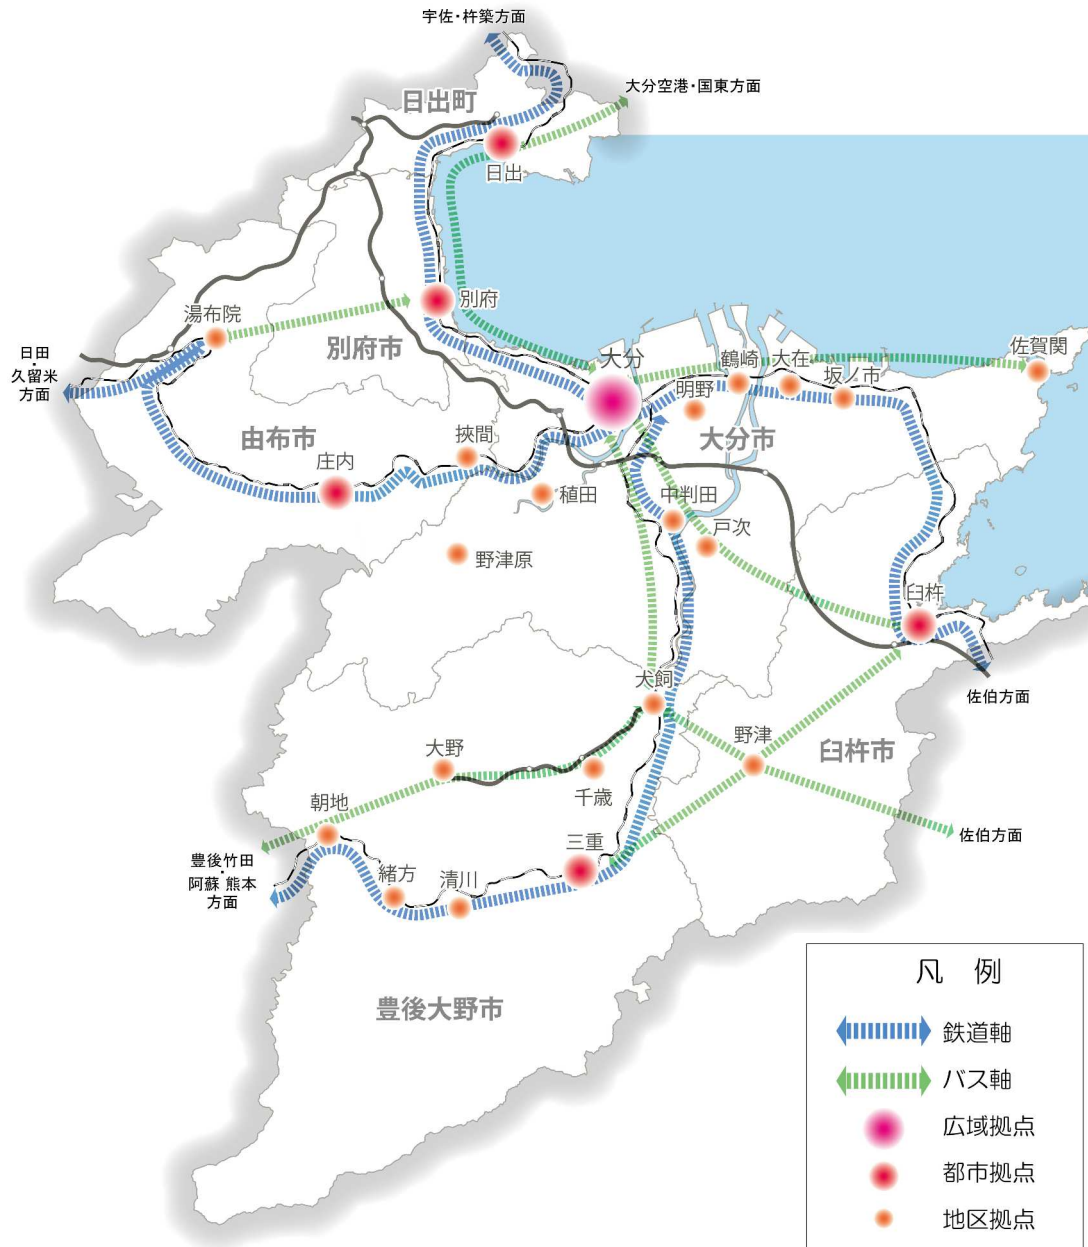 宇佐・杵築方面
大分空港・国東方面
日出町
日出
別府
湯布院
日田・
久留米
方面
別府市
大分
鶴崎
大在
坂ノ市
佐賀関
明野
大分市
由布市
挾間
庄内
稙田
中判田
戸次
野津原
臼杵
佐伯方面
犬飼
野津
臼杵市
大野
千歳
朝地
佐伯方面
豊後竹田
・
阿蘇 熊本
方面
三重
緒方
清川
豊後大野市
凡 例
鉄道軸
バス軸
広域拠点
都市拠点
地区拠点